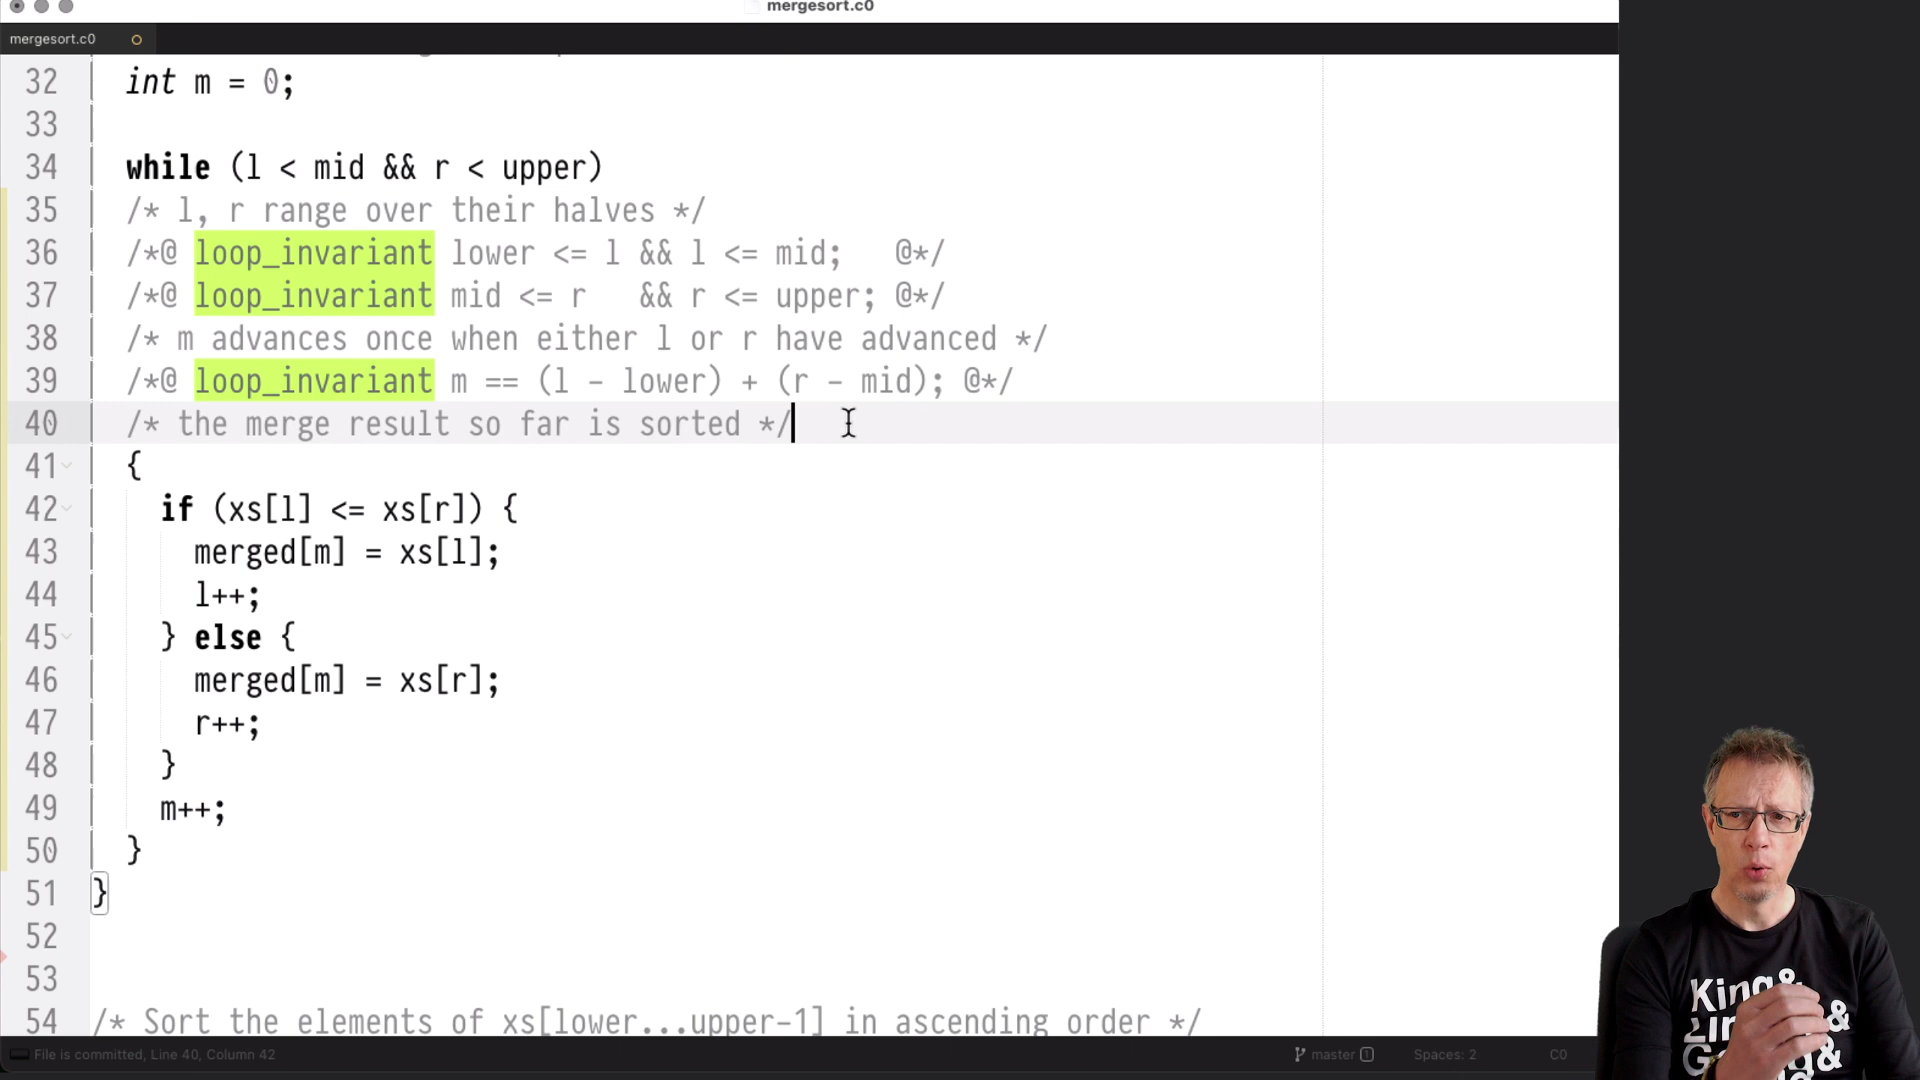 mergesort.c0
mergesort.c0
32 int m = 0;
33
34 while (l < mid && r < upper)
35 /* l, r range over their halves */
36 /*@ loop_invariant lower <= l && l <= mid; @*/
37 /*@ loop_invariant mid <= r && r <= upper; @*/
38 /* m advances once when either l or r have advanced */
39 /*@ loop_invariant m == (l - lower) + (r - mid); @*/
40 /* the merge result so far is sorted */
41 {
42 if (xs[l] <= xs[r]) {
43 merged[m] = xs[l];
44 l++;
45 } else {
46 merged[m] = xs[r];
47 r++;
48 }
49 m++;
50 }
51 }
52
53
54 /* Sort the elements of xs[lower...upper-1] in ascending order */
File is committed, Line 40, Column 42
master 1
Spaces: 2
C0
King&